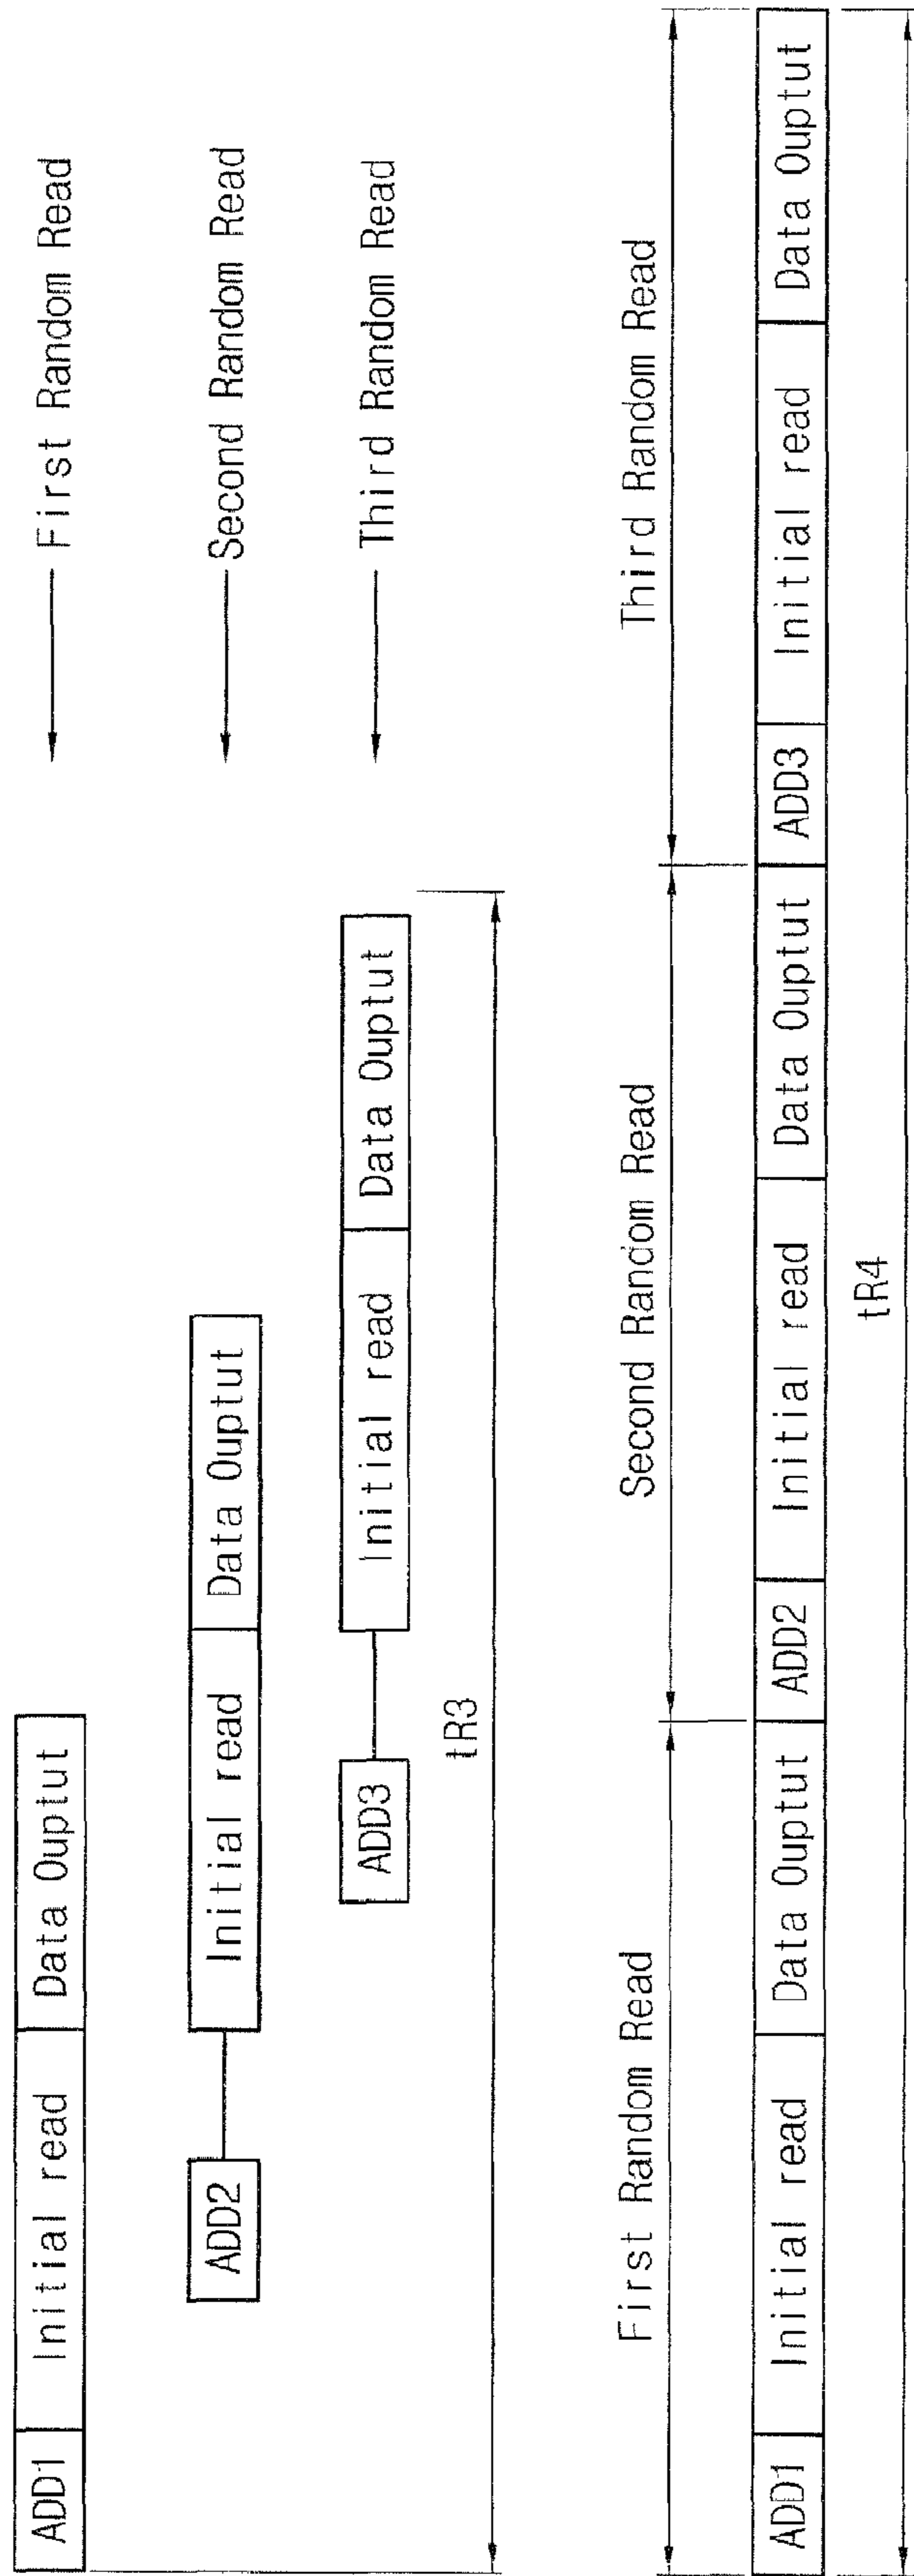 ADD1 Initial read Data Ouptut First Random Read
ADD2 Initial read Data Ouptut Second Random Read
ADD3 Initial read Data Ouptut Third Random Read
tR3
First Random Read Second Random Read Third Random Read
ADD1 Initial read Data Ouptut ADD2 Initial read Data Ouptut ADD3 Initial read Data Ouptut
tR4